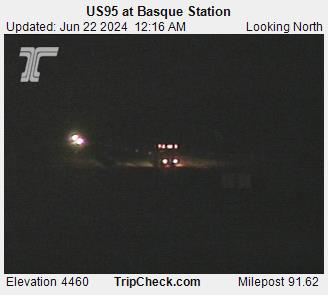 US95 at Basque Station
Updated: Jun 22 2024 12:16 AM Looking North
Elevation 4460 TripCheck.com Milepost 91.62